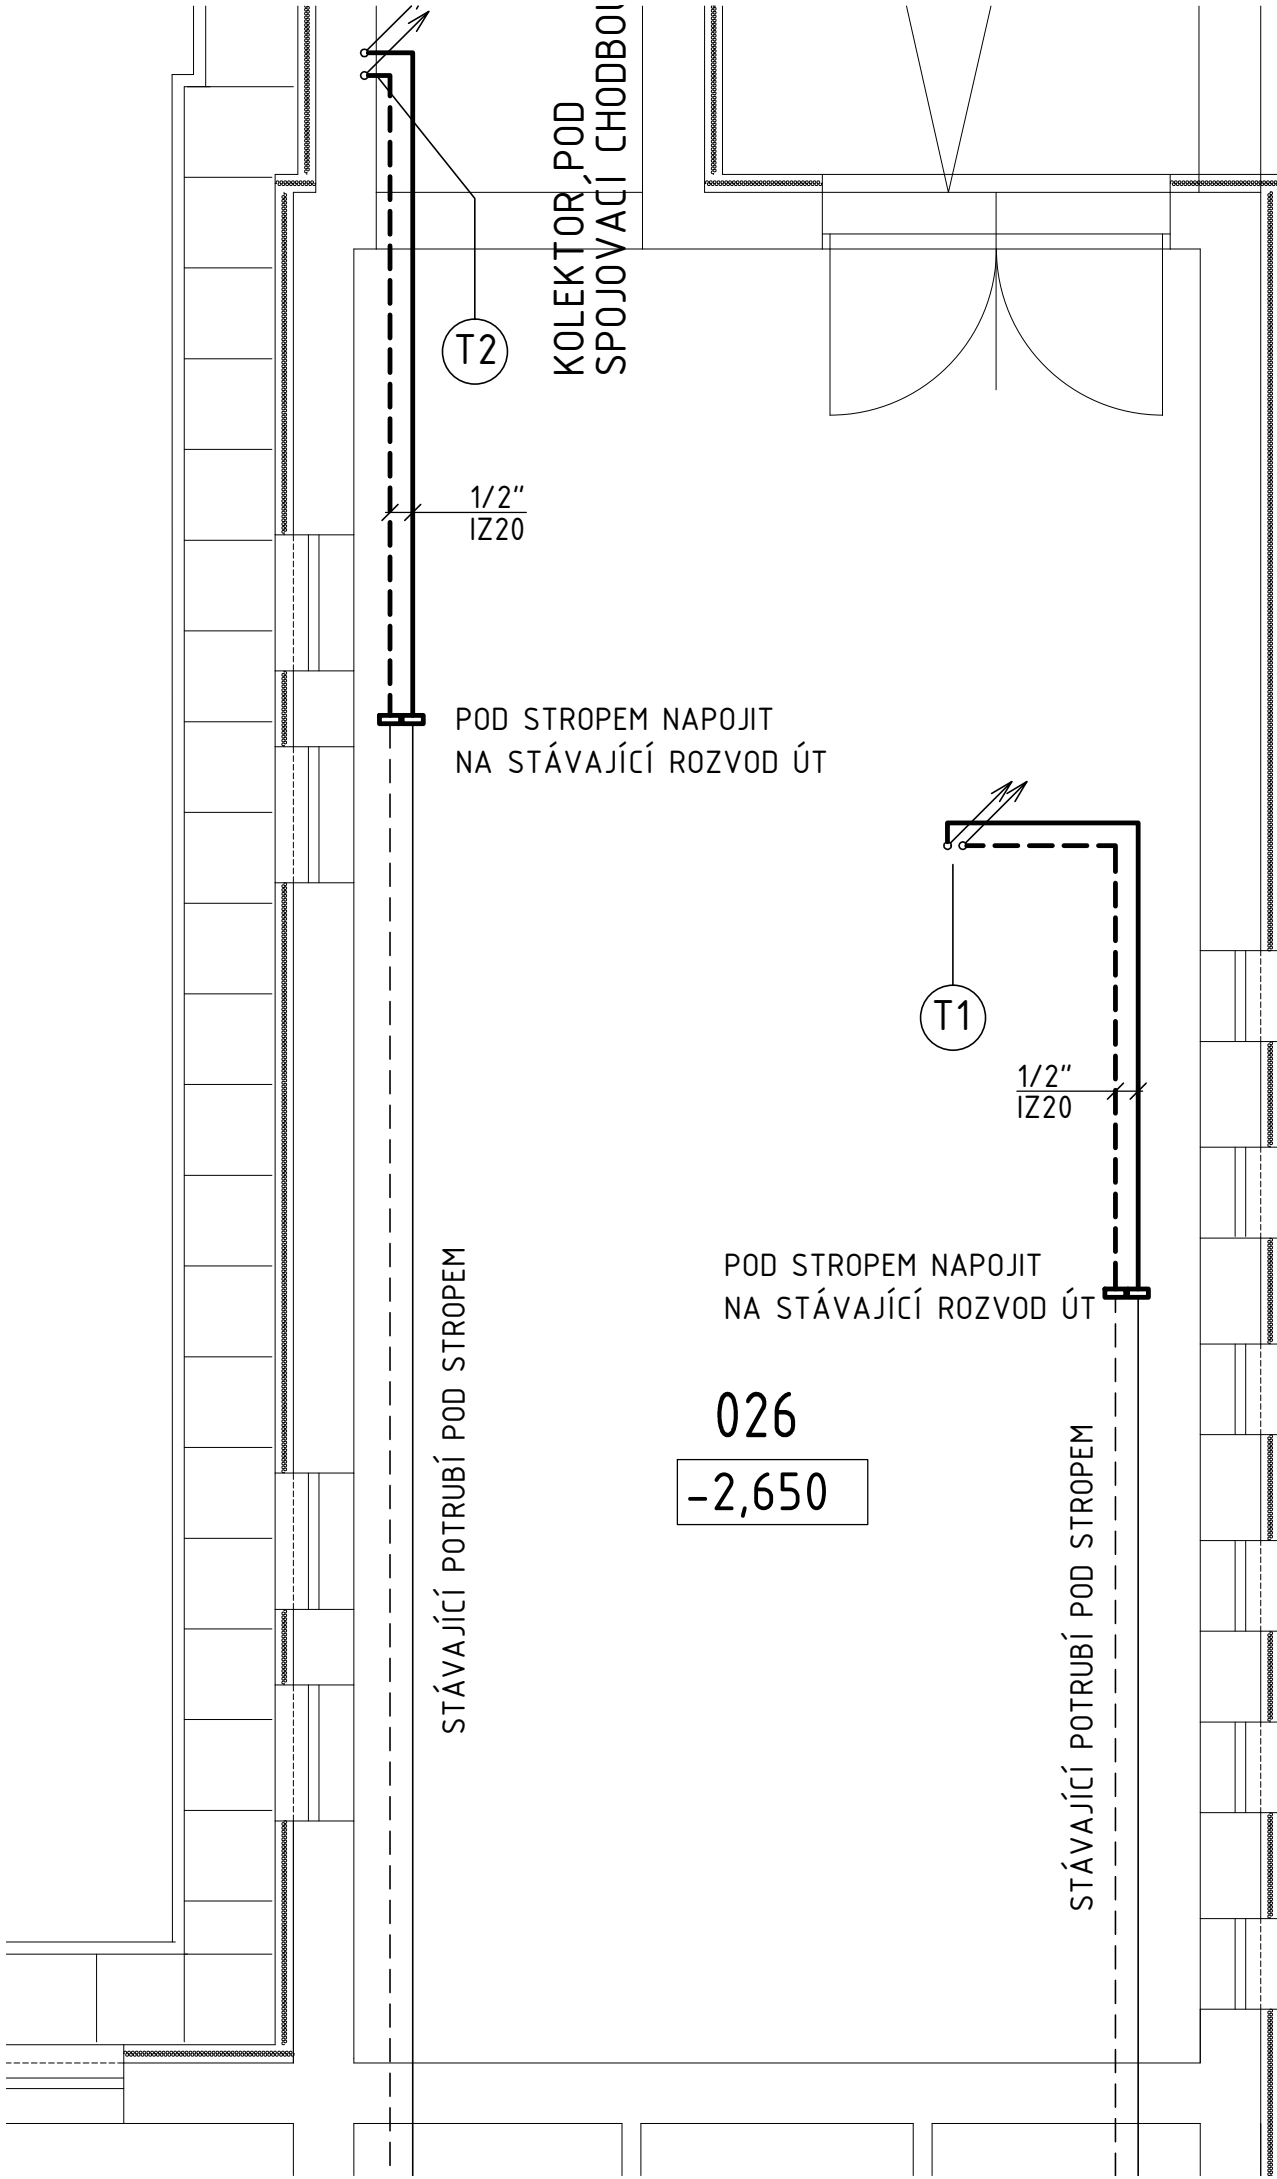 KOLEKTOR POD
SPOJOVACÍ
T2
1/2"
IZ20
POD STROPEM NAPOJIT
NA STÁVAJÍCÍ ROZVOD ÚT
T1
1/2"
IZ20
POD STROPEM NAPOJIT
NA STÁVAJÍCÍ ROZVOD ÚT
026
-2,650
STÁVAJÍCÍ POTRUBÍ POD STROPEM
STÁVAJÍCÍ POTRUBÍ POD STROPEM